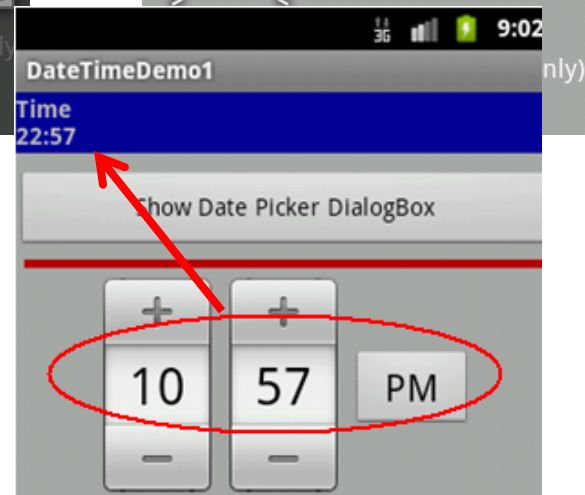 3G 9:02
nly)
DateTimeDemo1
Time
22:57
Show Date Picker DialogBox
+ +
10 57 PM
- -